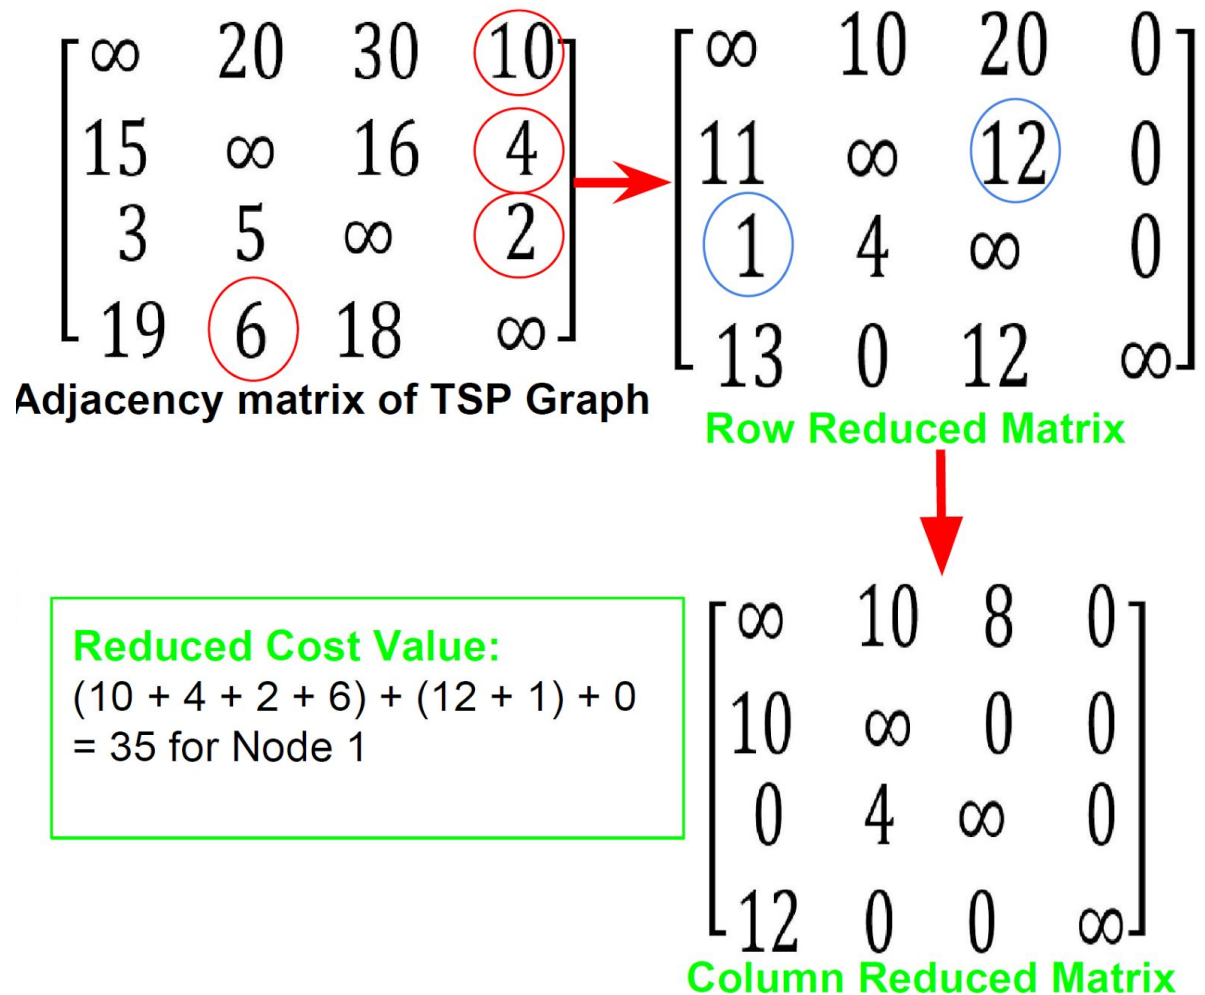 ∞ 20 30 10
15 ∞ 16 4
3 5 ∞ 2
19 6 18 ∞
Adjacency matrix of TSP Graph
∞ 10 20 0
11 ∞ 12 0
1 4 ∞ 0
13 0 12 ∞
Row Reduced Matrix
Reduced Cost Value:
(10 + 4 + 2 + 6) + (12 + 1) + 0
= 35 for Node 1
∞ 10 8 0
10 ∞ 0 0
0 4 ∞ 0
12 0 0 ∞
Column Reduced Matrix